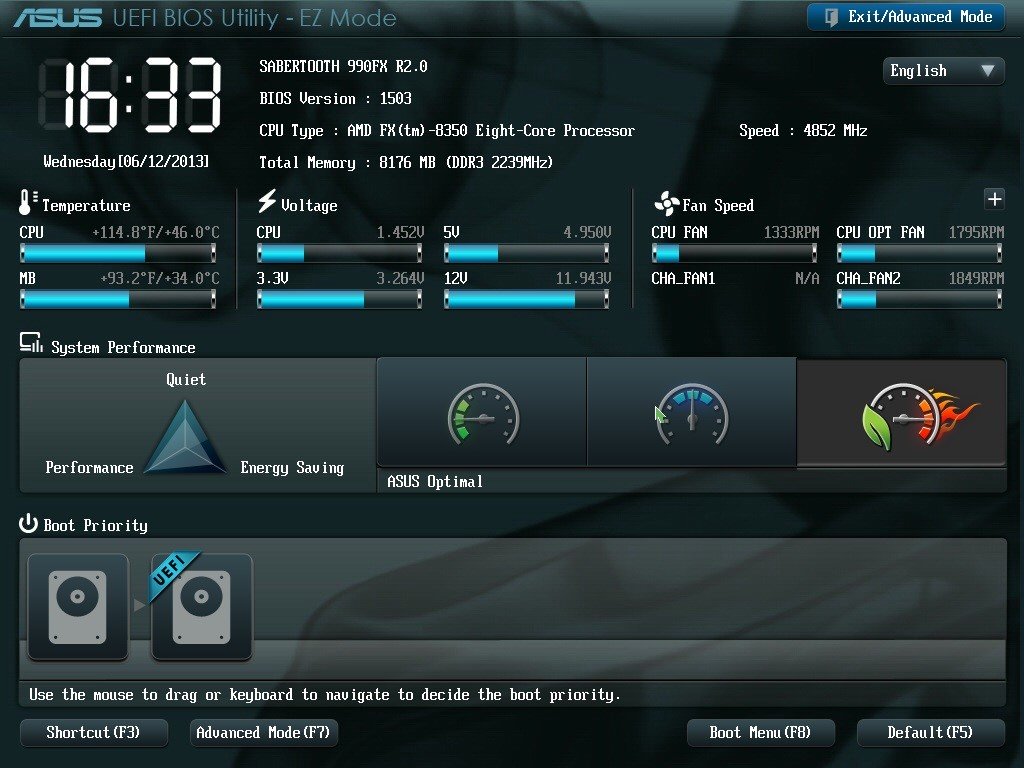 ASUS UEFI BIOS Utility - EZ Mode
Exit/Advanced Mode
16:33
Wednesday[06/12/2013]
SABERTOOTH 990FX R2.0
BIOS Version : 1503
CPU Type : AMD FX(tm)-8350 Eight-Core Processor
Speed : 4852 MHz
Total Memory : 8176 MB (DDR3 2239MHz)
English
Temperature
CPU +114.8°F/+46.0°C
MB +93.2°F/+34.0°C
Voltage
CPU 1.452V 5V 4.950V
3.3V 3.264V 12V 11.943V
Fan Speed
CPU FAN 1333RPM CPU OPT FAN 1795RPM
CHA_FAN1 N/A CHA_FAN2 1849RPM
System Performance
Quiet
Performance
Energy Saving
ASUS Optimal
Boot Priority
UEFI
Use the mouse to drag or keyboard to navigate to decide the boot priority.
Shortcut(F3)
Advanced Mode(F7)
Boot Menu(F8)
Default(F5)